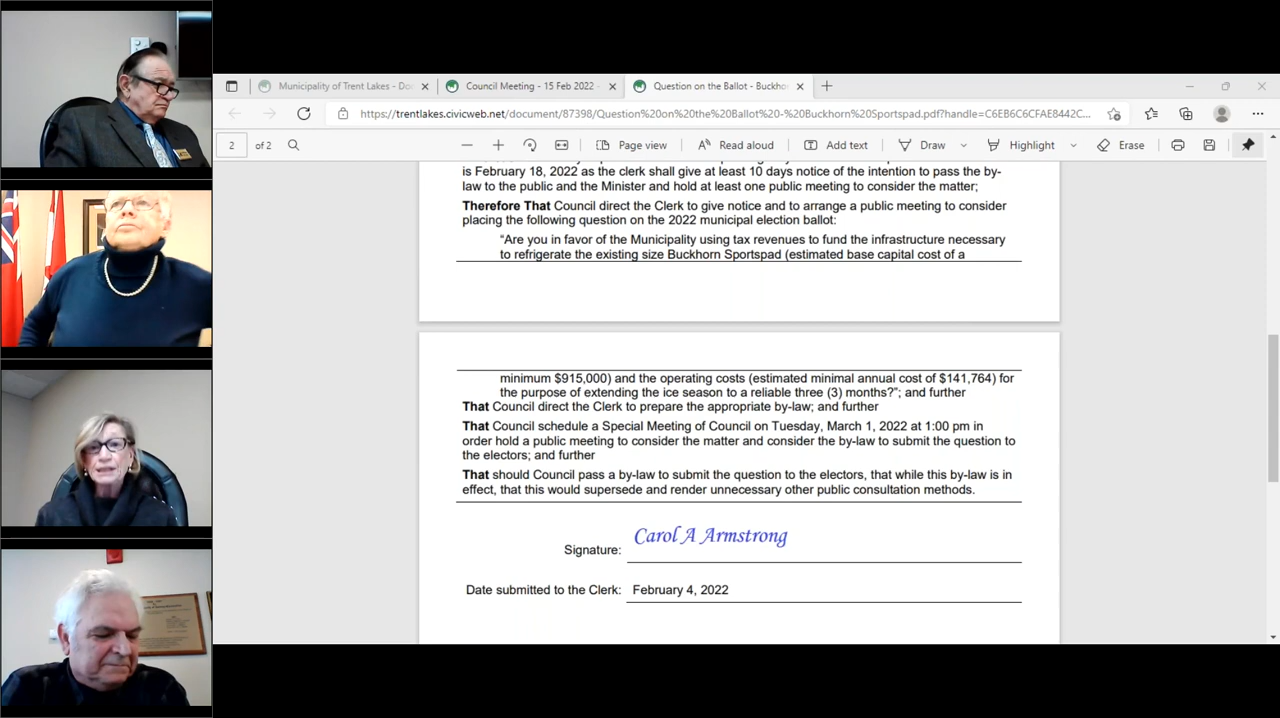 Municipality of Trent Lakes - Doc
Council Meeting - 15 Feb 2022 -
Question on the Ballot - Buckhor
https://trentlakes.civicweb.net/document/87398/Question%20on%20the%20Ballot%20-%20Buckhorn%20Sportspad.pdf?handle=C6EB6C6CFAE8442C...
2 of 2
Page view
Read aloud
Add text
Draw
Highlight
Erase
is February 18, 2022 as the clerk shall give at least 10 days notice of the intention to pass the by-
law to the public and the Minister and hold at least one public meeting to consider the matter;
Therefore That Council direct the Clerk to give notice and to arrange a public meeting to consider
placing the following question on the 2022 municipal election ballot:
“Are you in favor of the Municipality using tax revenues to fund the infrastructure necessary
to refrigerate the existing size Buckhorn Sportspad (estimated base capital cost of a
minimum $915,000) and the operating costs (estimated minimal annual cost of $141,764) for
the purpose of extending the ice season to a reliable three (3) months?”; and further
That Council direct the Clerk to prepare the appropriate by-law; and further
That Council schedule a Special Meeting of Council on Tuesday, March 1, 2022 at 1:00 pm in
order hold a public meeting to consider the matter and consider the by-law to submit the question to
the electors; and further
That should Council pass a by-law to submit the question to the electors, that while this by-law is in
effect, that this would supersede and render unnecessary other public consultation methods.
Signature: Carol A Armstrong
Date submitted to the Clerk: February 4, 2022